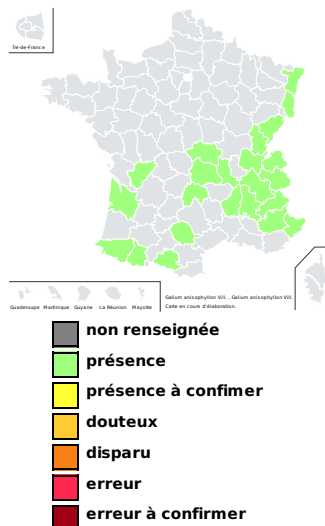 Île-de-France
Guadeloupe Martinique Guyane La Réunion Mayotte
Galium anisophyllon Vill. , Galium anisophyllon Vill.
Carte en cours d'élaboration.
non renseignée
présence
présence à confimer
douteux
disparu
erreur
erreur à confirmer